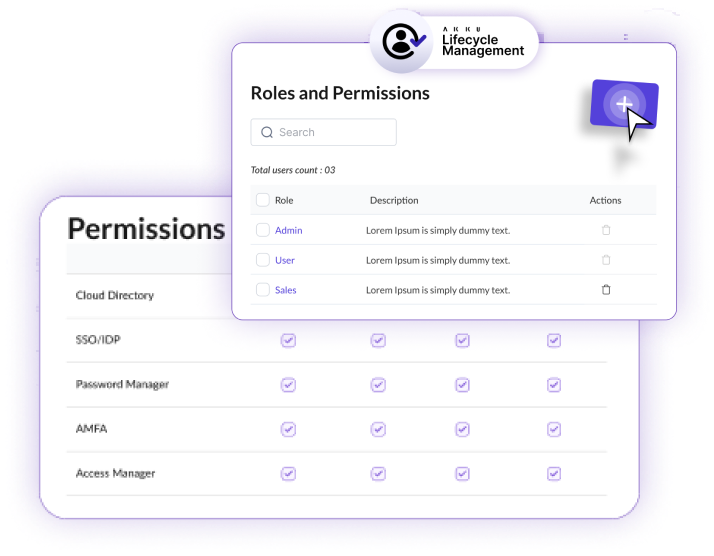 AKKU
Lifecycle
Management
Roles and Permissions
Search
Total users count : 03
Role Description Actions
Admin Lorem Ipsum is simply dummy text.
User Lorem Ipsum is simply dummy text.
Sales Lorem Ipsum is simply dummy text.
Permissions
Cloud Directory
SSO/IDP
Password Manager
AMFA
Access Manager